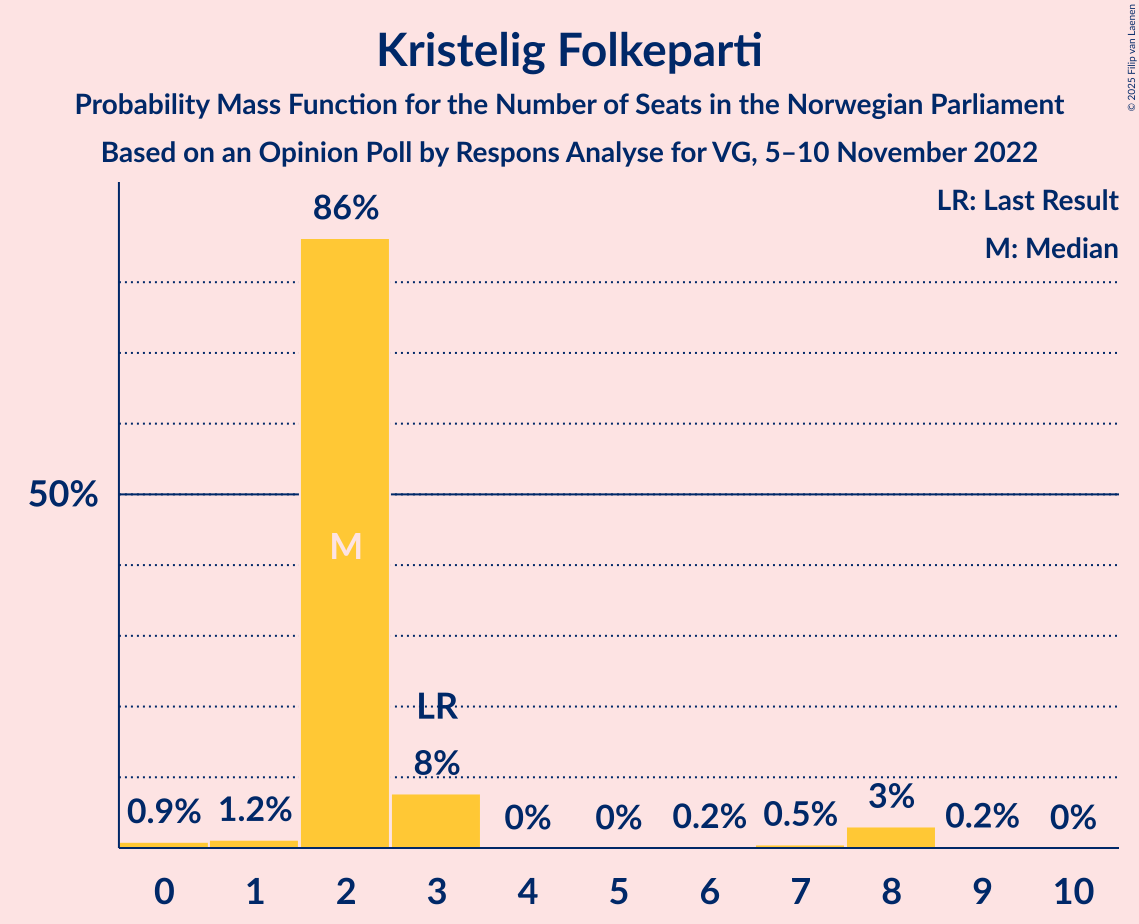 Kristelig Folkeparti
Probability Mass Function for the Number of Seats in the Norwegian Parliament
Based on an Opinion Poll by Respons Analyse for VG, 5–10 November 2022
© 2025 Filip van Laenen
LR: Last Result
M: Median
86%
50%
M
LR
8%
0.9% 1.2% 0% 0% 0.2% 0.5% 3% 0.2% 0%
0 1 2 3 4 5 6 7 8 9 10